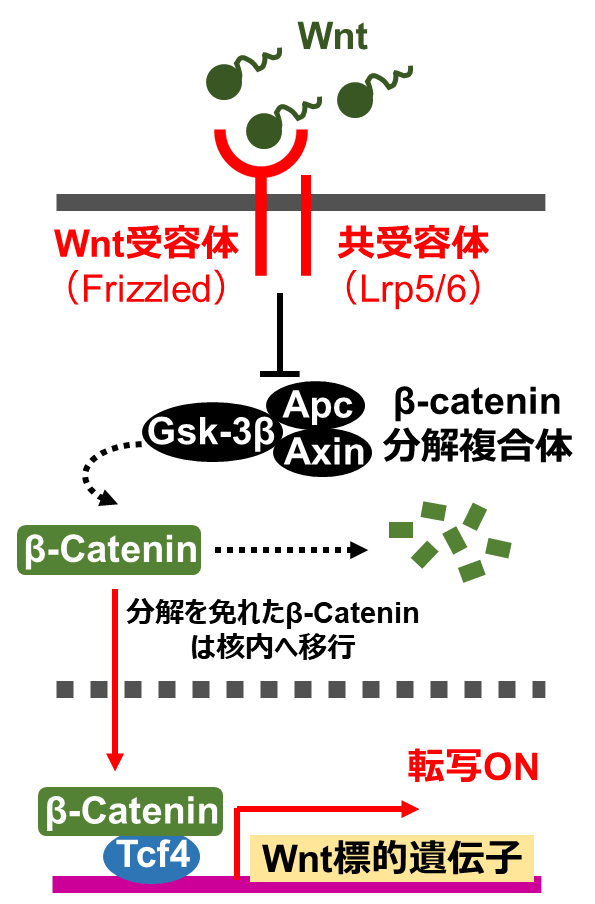 Wnt
Wnt受容体
（Frizzled）
共受容体
（Lrp5/6）
Gsk-3β
Apc
Axin
β-catenin
分解複合体
β-Catenin
分解を免れたβ-Catenin
は核内へ移行
転写ON
β-Catenin
Tcf4
Wnt標的遺伝子